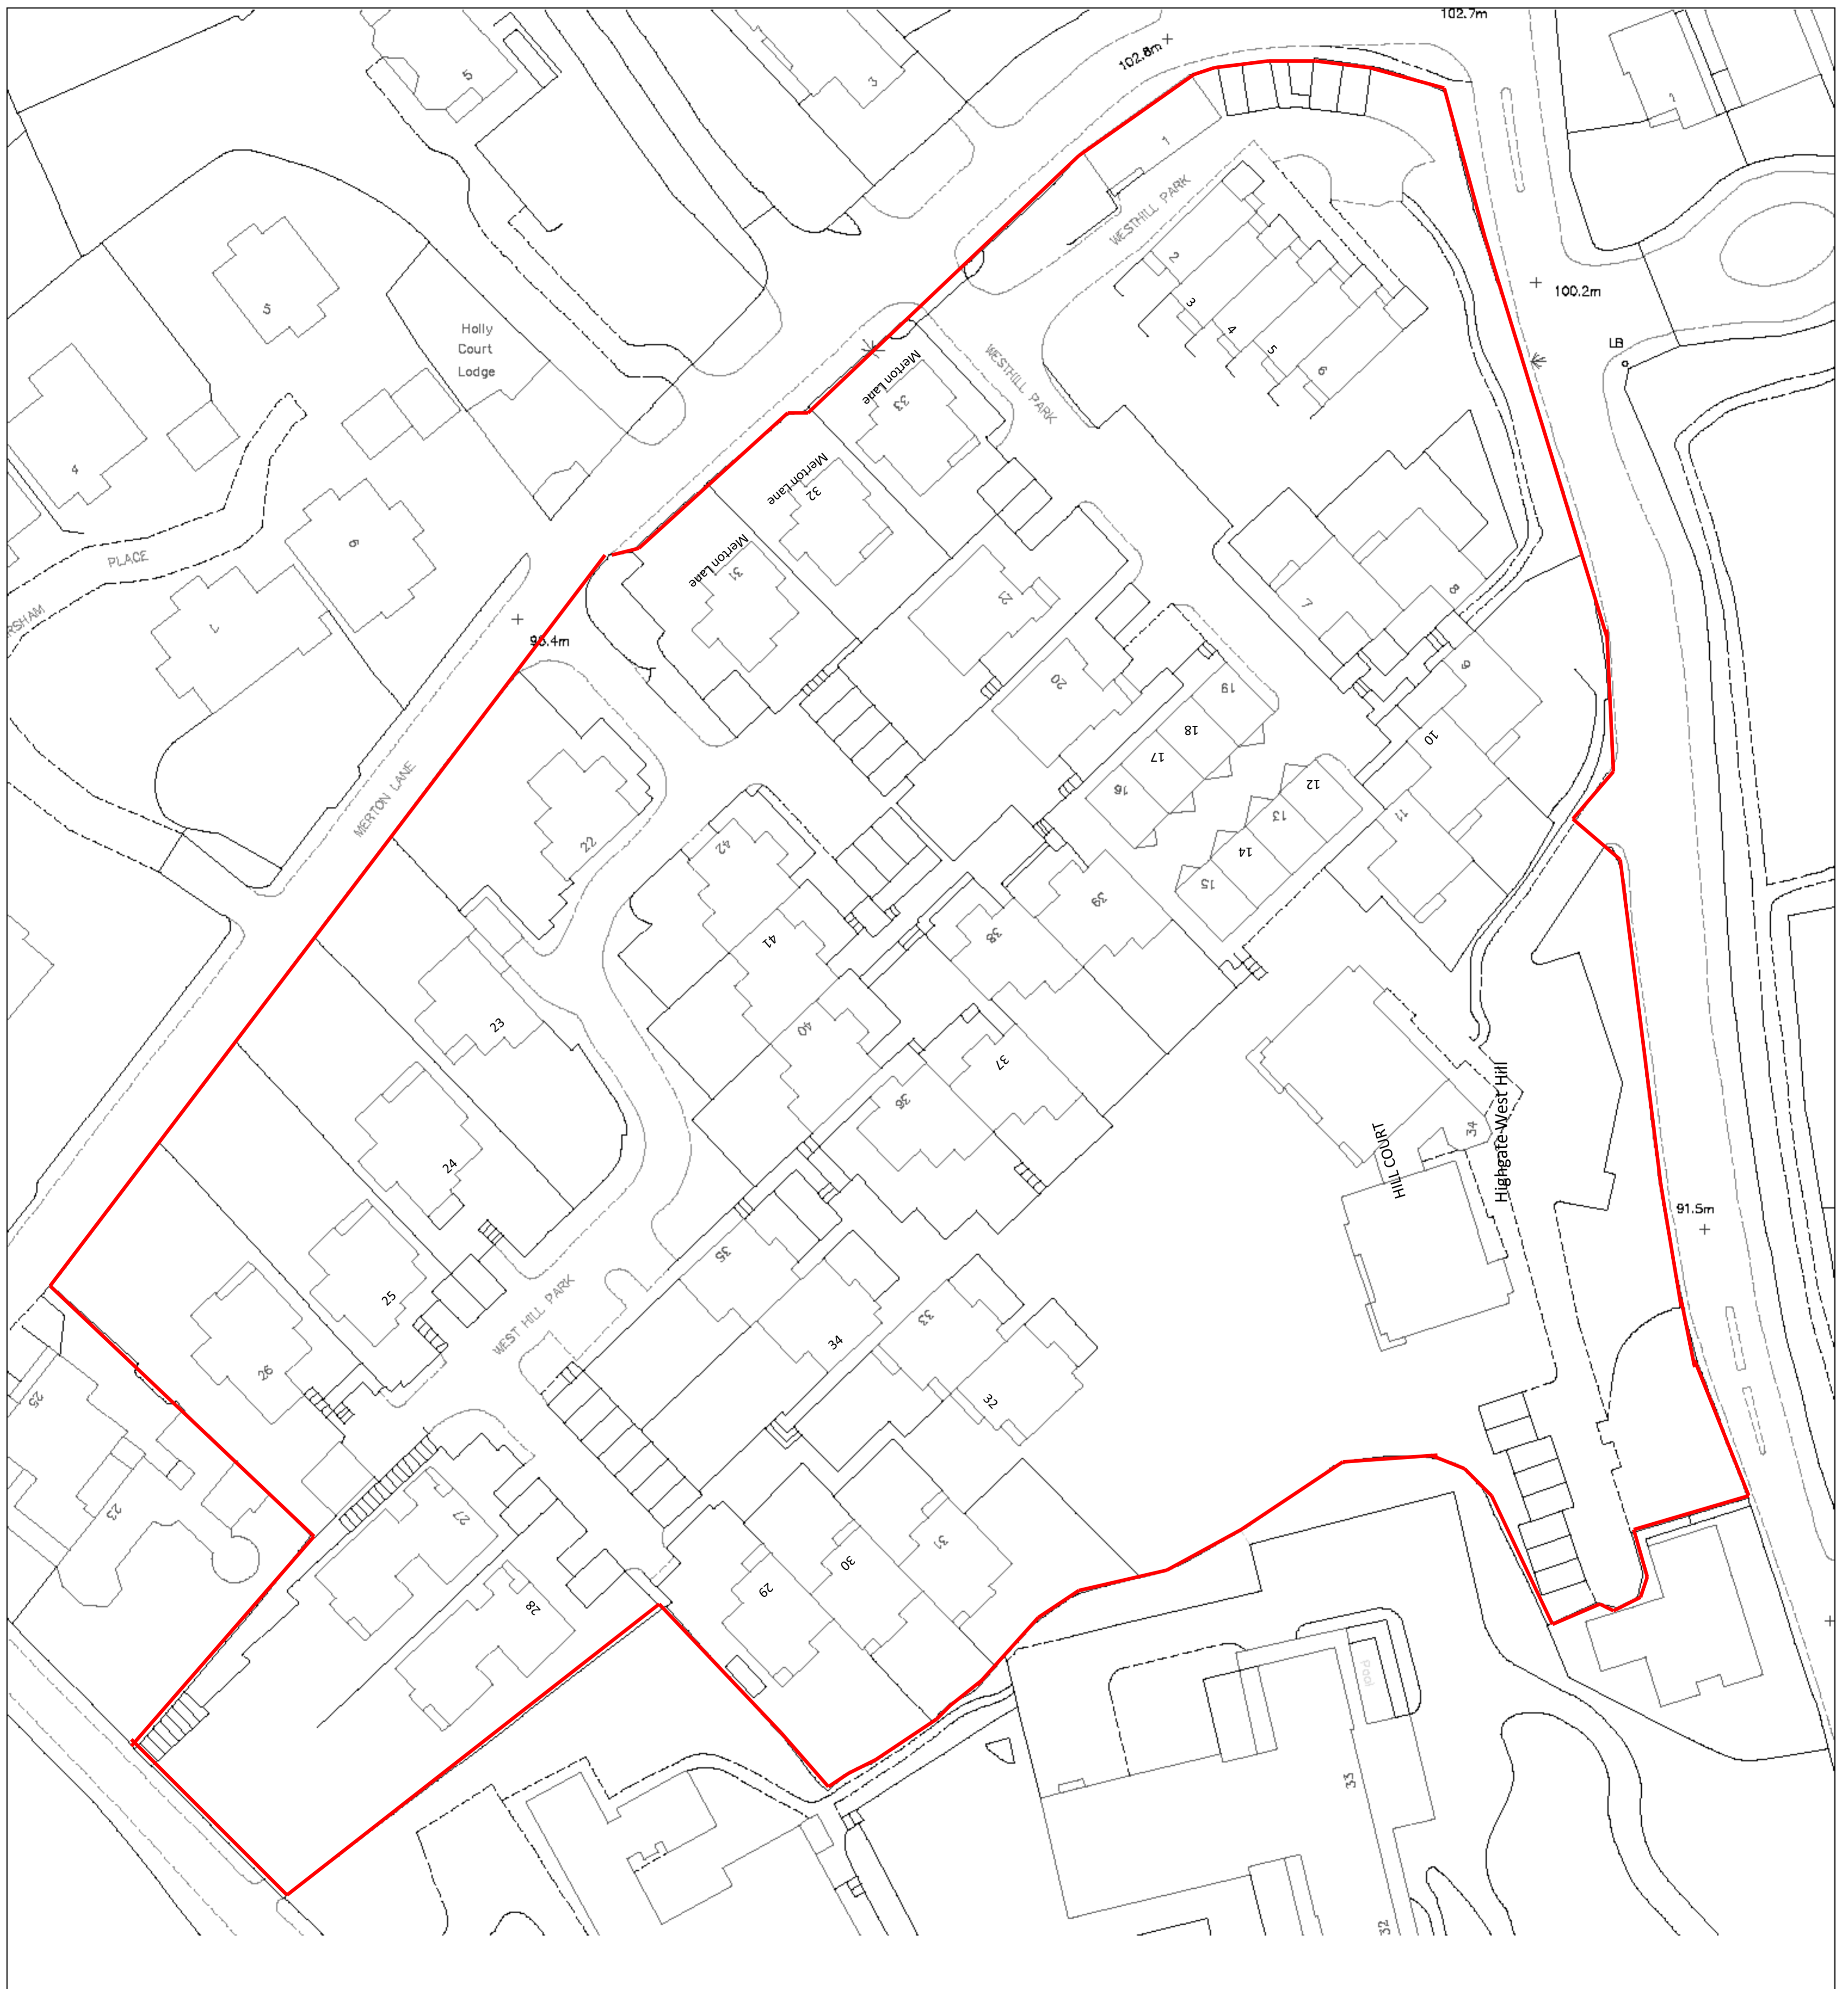 102.7m
102.8m
5
3
1
5
Holly
Court
Lodge
4
6
PLACE
RSHAM
1
WESTHILL PARK
2
3
4
5
6
100.2m
LB
WESTHILL PARK
Merton Lane
33
Merton Lane
32
Merton Lane
31
21
20
19
18
17
16
7
8
9
10
11
12
13
14
15
MERTON LANE
22
23
24
25
26
42
41
40
39
38
37
36
35
34
33
32
WEST HILL PARK
HILL COURT
34
Highgate West Hill
91.5m
25
23
27
28
29
30
31
Pool
33
32